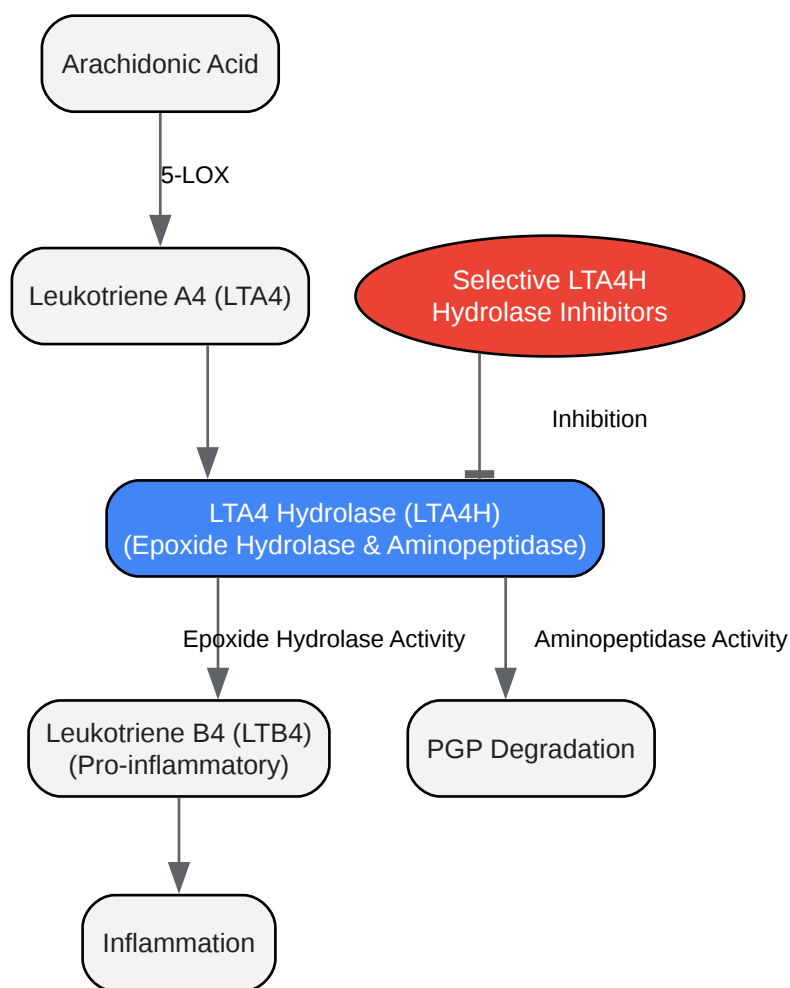 Arachidonic Acid
5-LOX
Leukotriene A4 (LTA4)
Selective LTA4H
Hydrolase Inhibitors
Inhibition
LTA4 Hydrolase (LTA4H)
(Epoxide Hydrolase & Aminopeptidase)
Epoxide Hydrolase Activity
Aminopeptidase Activity
Leukotriene B4 (LTB4)
(Pro-inflammatory)
PGP Degradation
Inflammation